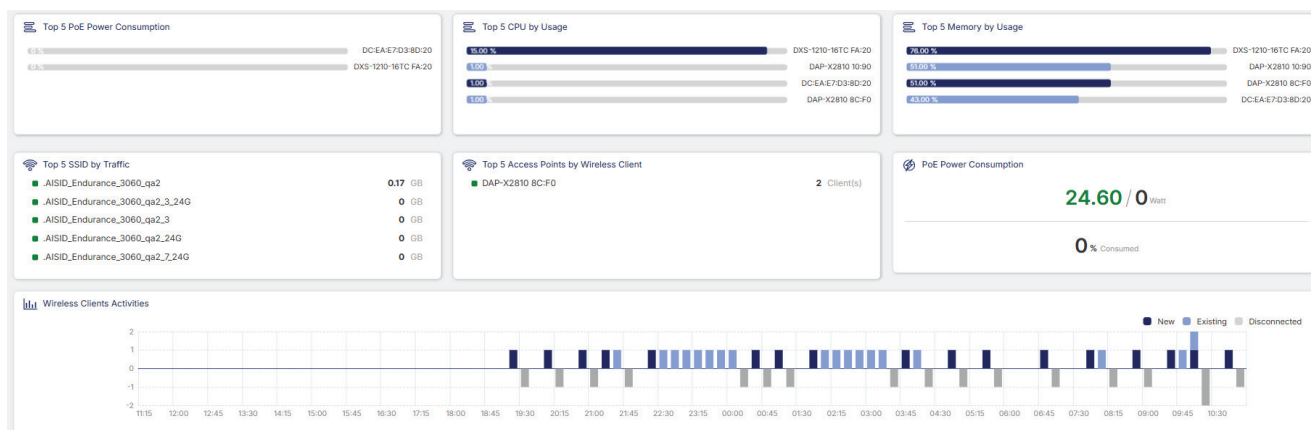 Top 5 PoE Power Consumption
0 % DC:EA:E7:D3:8D:20
0 % DXS-1210-16TC FA:20
Top 5 CPU by Usage
15.00 % DXS-1210-16TC FA:20
1.00 % DAP-X2810 10:90
1.00 % DC:EA:E7:D3:8D:20
1.00 % DAP-X2810 8C:F0
Top 5 Memory by Usage
76.00 % DXS-1210-16TC FA:20
51.00 % DAP-X2810 10:90
51.00 % DAP-X2810 8C:F0
43.00 % DC:EA:E7:D3:8D:20
Top 5 SSID by Traffic
.AISID_Endurance_3060_qa2 0.17 GB
.AISID_Endurance_3060_qa2_3_24G 0 GB
.AISID_Endurance_3060_qa2_3 0 GB
.AISID_Endurance_3060_qa2_24G 0 GB
.AISID_Endurance_3060_qa2_7_24G 0 GB
Top 5 Access Points by Wireless Client
DAP-X2810 8C:F0 2 Client(s)
PoE Power Consumption
24.60 / 0 Watt
0 % Consumed
Wireless Clients Activities
New Existing Disconnected
2
1
0
-1
-2
11:15 12:00 12:45 13:30 14:15 15:00 15:45 16:30 17:15 18:00 18:45 19:30 20:15 21:00 21:45 22:30 23:15 00:00 00:45 01:30 02:15 03:00 03:45 04:30 05:15 06:00 06:45 07:30 08:15 09:00 09:45 10:30